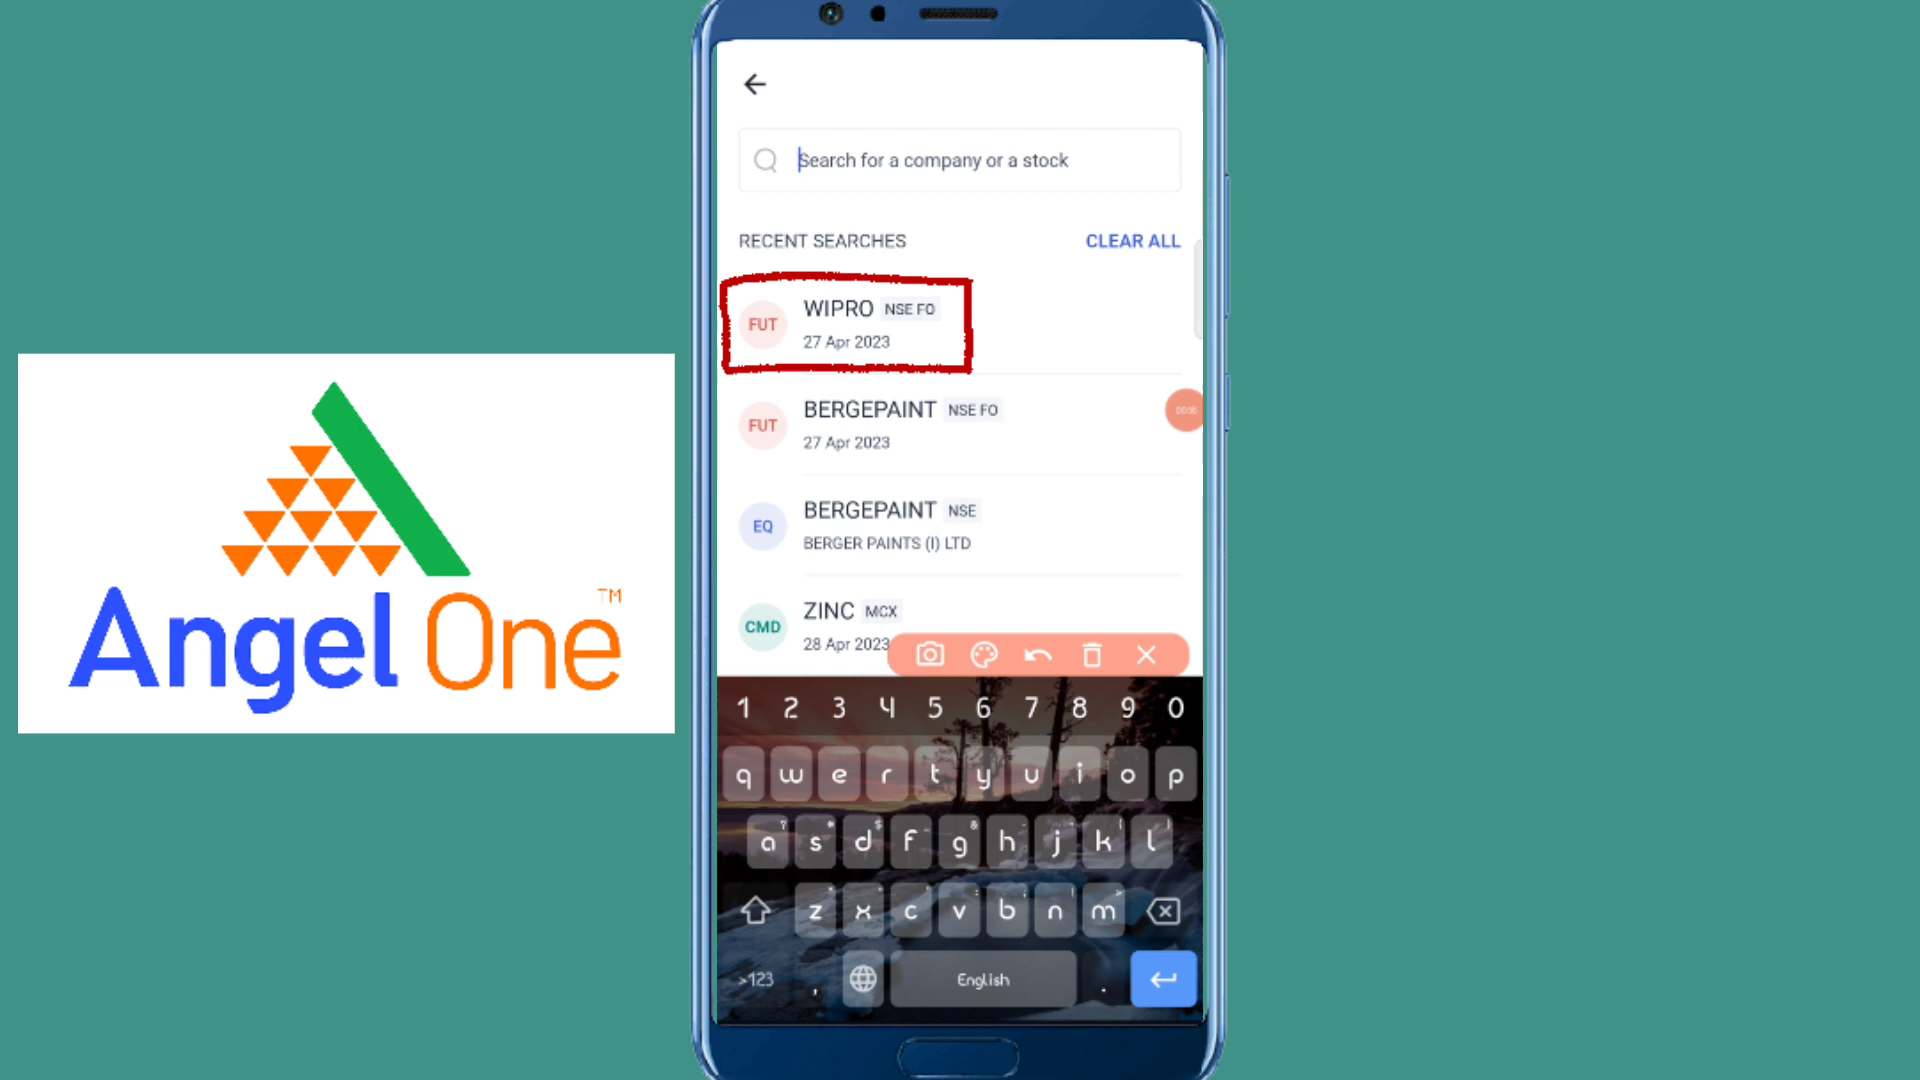 Angel One
TM
Search for a company or a stock
RECENT SEARCHES
CLEAR ALL
FUT
WIPRO NSE FO
27 Apr 2023
FUT
BERGEPAINT NSE FO
27 Apr 2023
EQ
BERGEPAINT NSE
BERGER PAINTS (I) LTD
CMD
ZINC MCX
28 Apr 2023
1 2 3 4 5 6 7 8 9 0
q w e r t y u i o p
a s d f g h j k l
z x c v b n m
>123 , English .